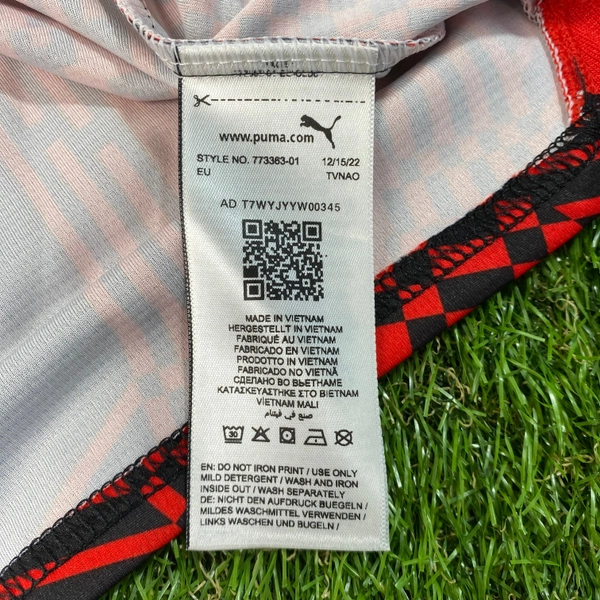 www.puma.com
STYLE NO. 773363-01 12/15/22
EU TVNAO
AD T7WYJYYW00345
MADE IN VIETNAM
HERGESTELLT IN VIETNAM
FABRIQUÉ AU VIETNAM
FABRICADO EN VIETNAM
PRODOTTO IN VIETNAM
FABRICADO NO VIETNÃ
СДЕЛАНО ВО ВЬЕТНАМЕ
ΚΑΤΑΣΚΕΥΑΣΤΗΚΕ ΣΤΟ ΒΙΕΤΝΑΜ
VİETNAM MALI
صنع في فيتنام
30
EN: DO NOT IRON PRINT / USE ONLY
MILD DETERGENT / WASH AND IRON
INSIDE OUT / WASH SEPARATELY
DE: NICHT DEN AUFDRUCK BUEGELN /
MILDES WASCHMITTEL VERWENDEN /
LINKS WASCHEN UND BUGELN /